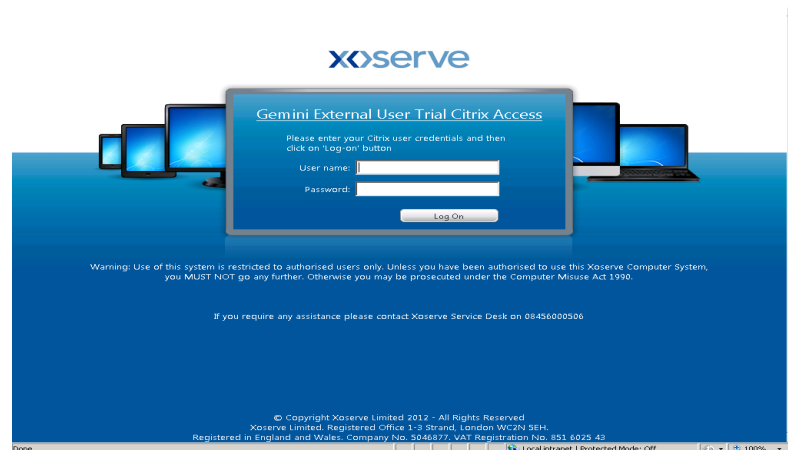 xoserve
Gemini External User Trial Citrix Access
Please enter your Citrix user credentials and then
click on 'Log-on' button
User name:
Password:
Log On
Warning: Use of this system is restricted to authorised users only. Unless you have been authorised to use this Xoserve Computer System,
you MUST NOT go any further. Otherwise you may be prosecuted under the Computer Misuse Act 1990.
If you require any assistance please contact Xoserve Service Desk on 08456000506
© Copyright Xoserve Limited 2012 - All Rights Reserved
Xoserve Limited. Registered Office 1-3 Strand, London WC2N 5EH.
Registered in England and Wales. Company No. 5046877. VAT Registration No. 851 6025 43
Done
Local intranet | Protected Mode: Off
100%